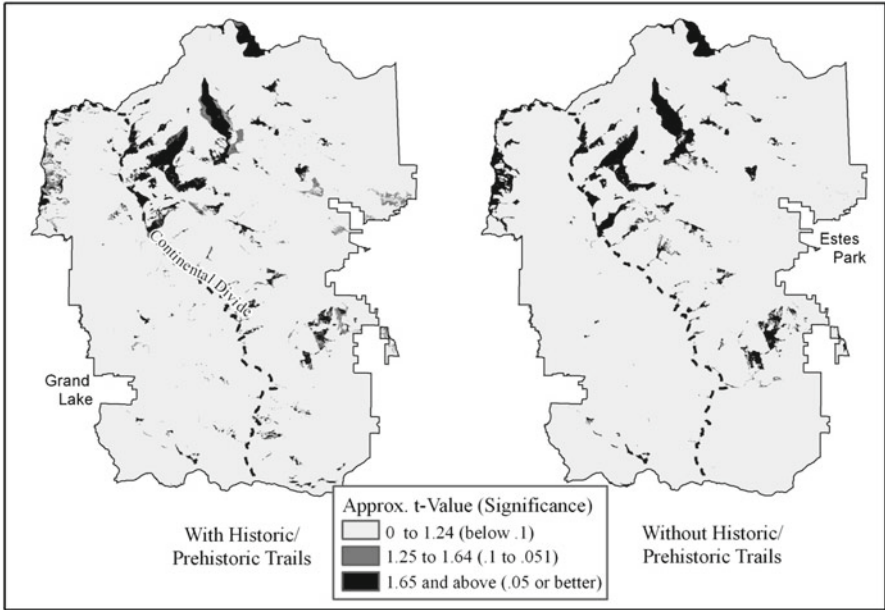 Continental Divide
Grand
Lake
Estes
Park
With Historic/
Prehistoric Trails
Approx. t-Value (Significance)
0 to 1.24 (below .1)
1.25 to 1.64 (.1 to .051)
1.65 and above (.05 or better)
Without Historic/
Prehistoric Trails